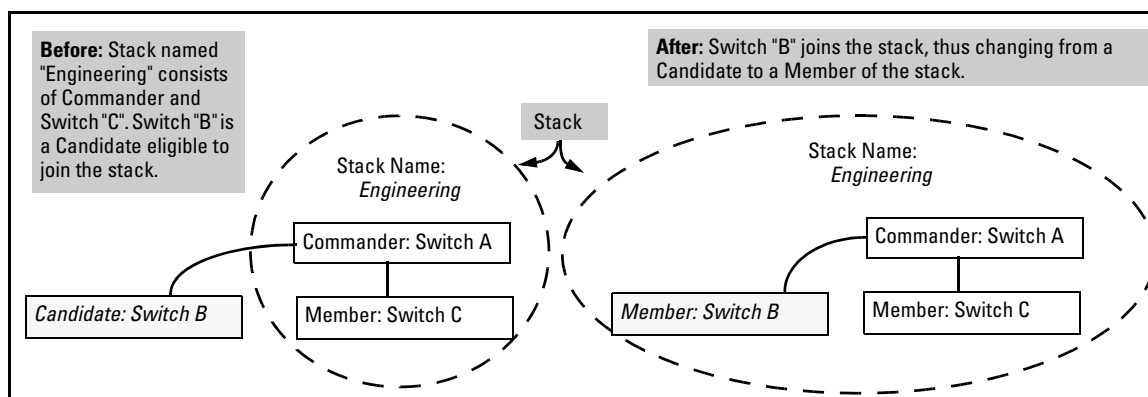 Before: Stack named
"Engineering" consists
of Commander and
Switch "C". Switch "B" is
a Candidate eligible to
join the stack.
After: Switch "B" joins the stack, thus changing from a
Candidate to a Member of the stack.
Stack
Stack Name:
Engineering
Commander: Switch A
Candidate: Switch B
Member: Switch C
Stack Name:
Engineering
Commander: Switch A
Member: Switch B
Member: Switch C